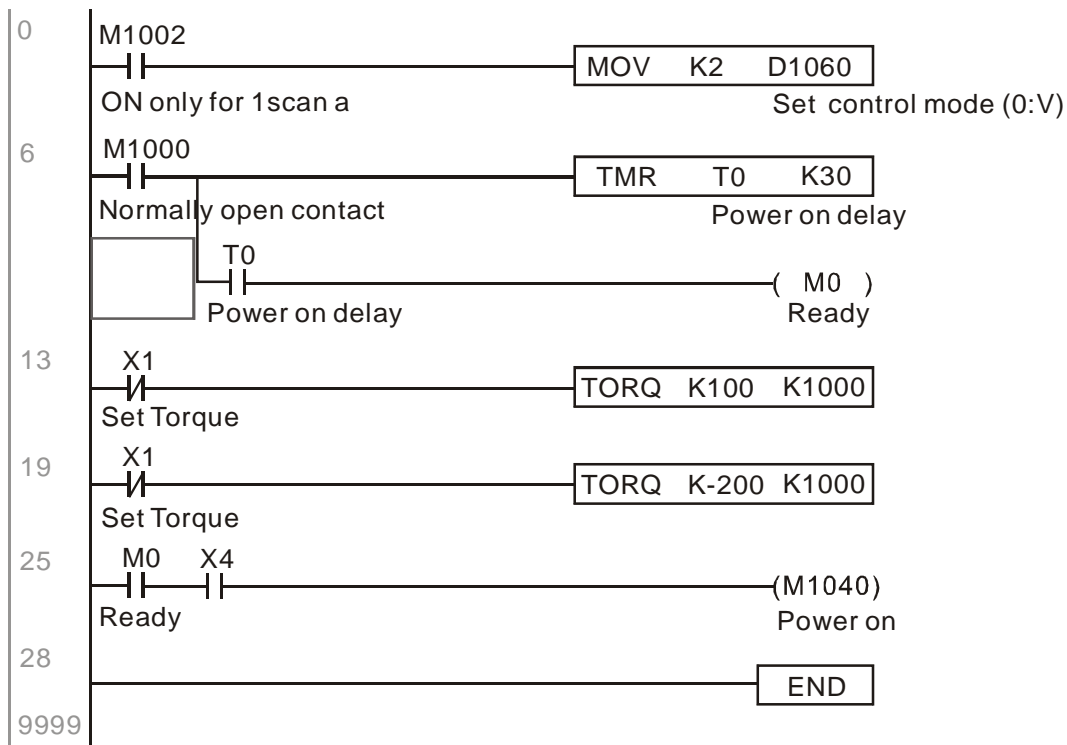 0
M1002
MOV K2 D1060
ON only for 1scan a
Set control mode (0:V)
6
M1000
TMR T0 K30
Normally open contact
Power on delay
T0
( M0 )
Power on delay
Ready
13
X1
TORQ K100 K1000
Set Torque
19
X1
TORQ K-200 K1000
Set Torque
25
M0 X4
(M1040)
Ready
Power on
28
END
9999